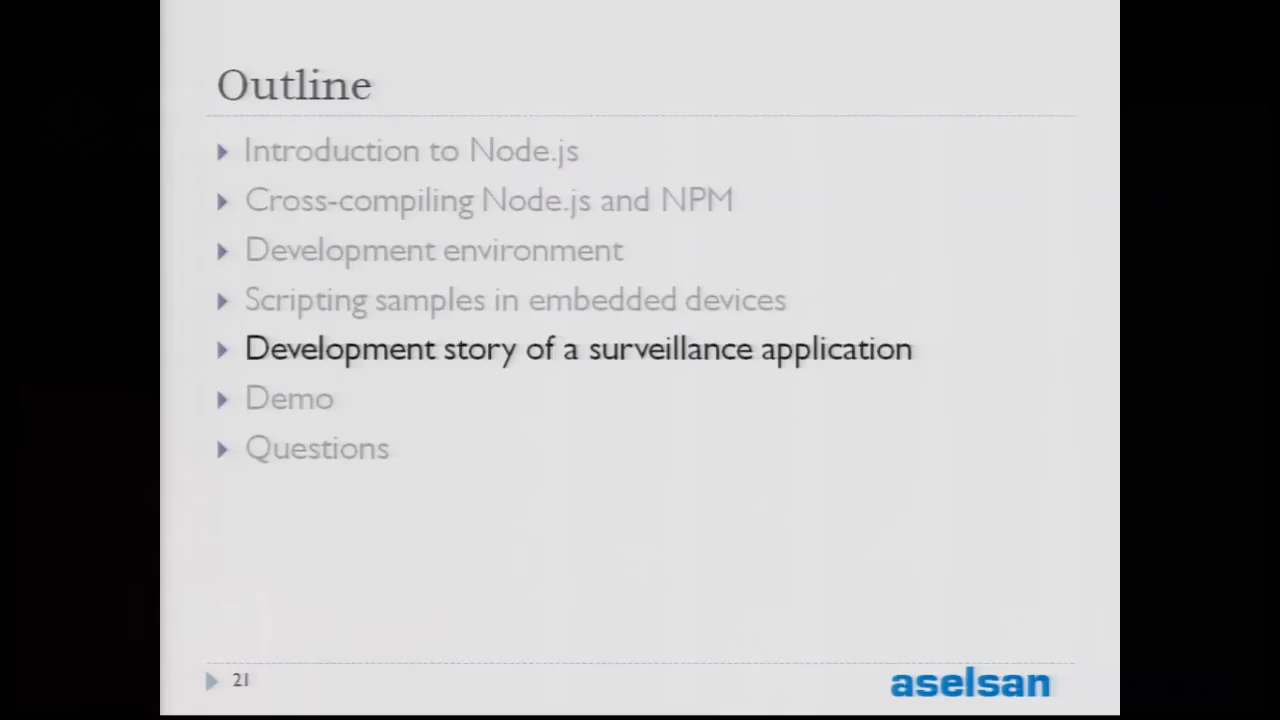 Outline
Introduction to Node.js
Cross-compiling Node.js and NPM
Development environment
Scripting samples in embedded devices
Development story of a surveillance application
Demo
Questions
21
aselsan